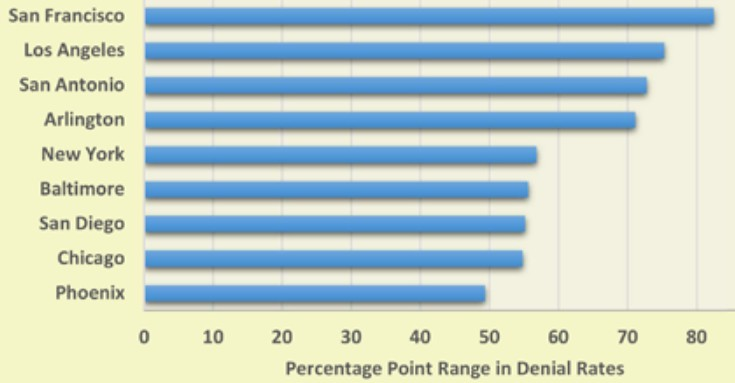 San Francisco
Los Angeles
San Antonio
Arlington
New York
Baltimore
San Diego
Chicago
Phoenix
0 10 20 30 40 50 60 70 80
Percentage Point Range in Denial Rates